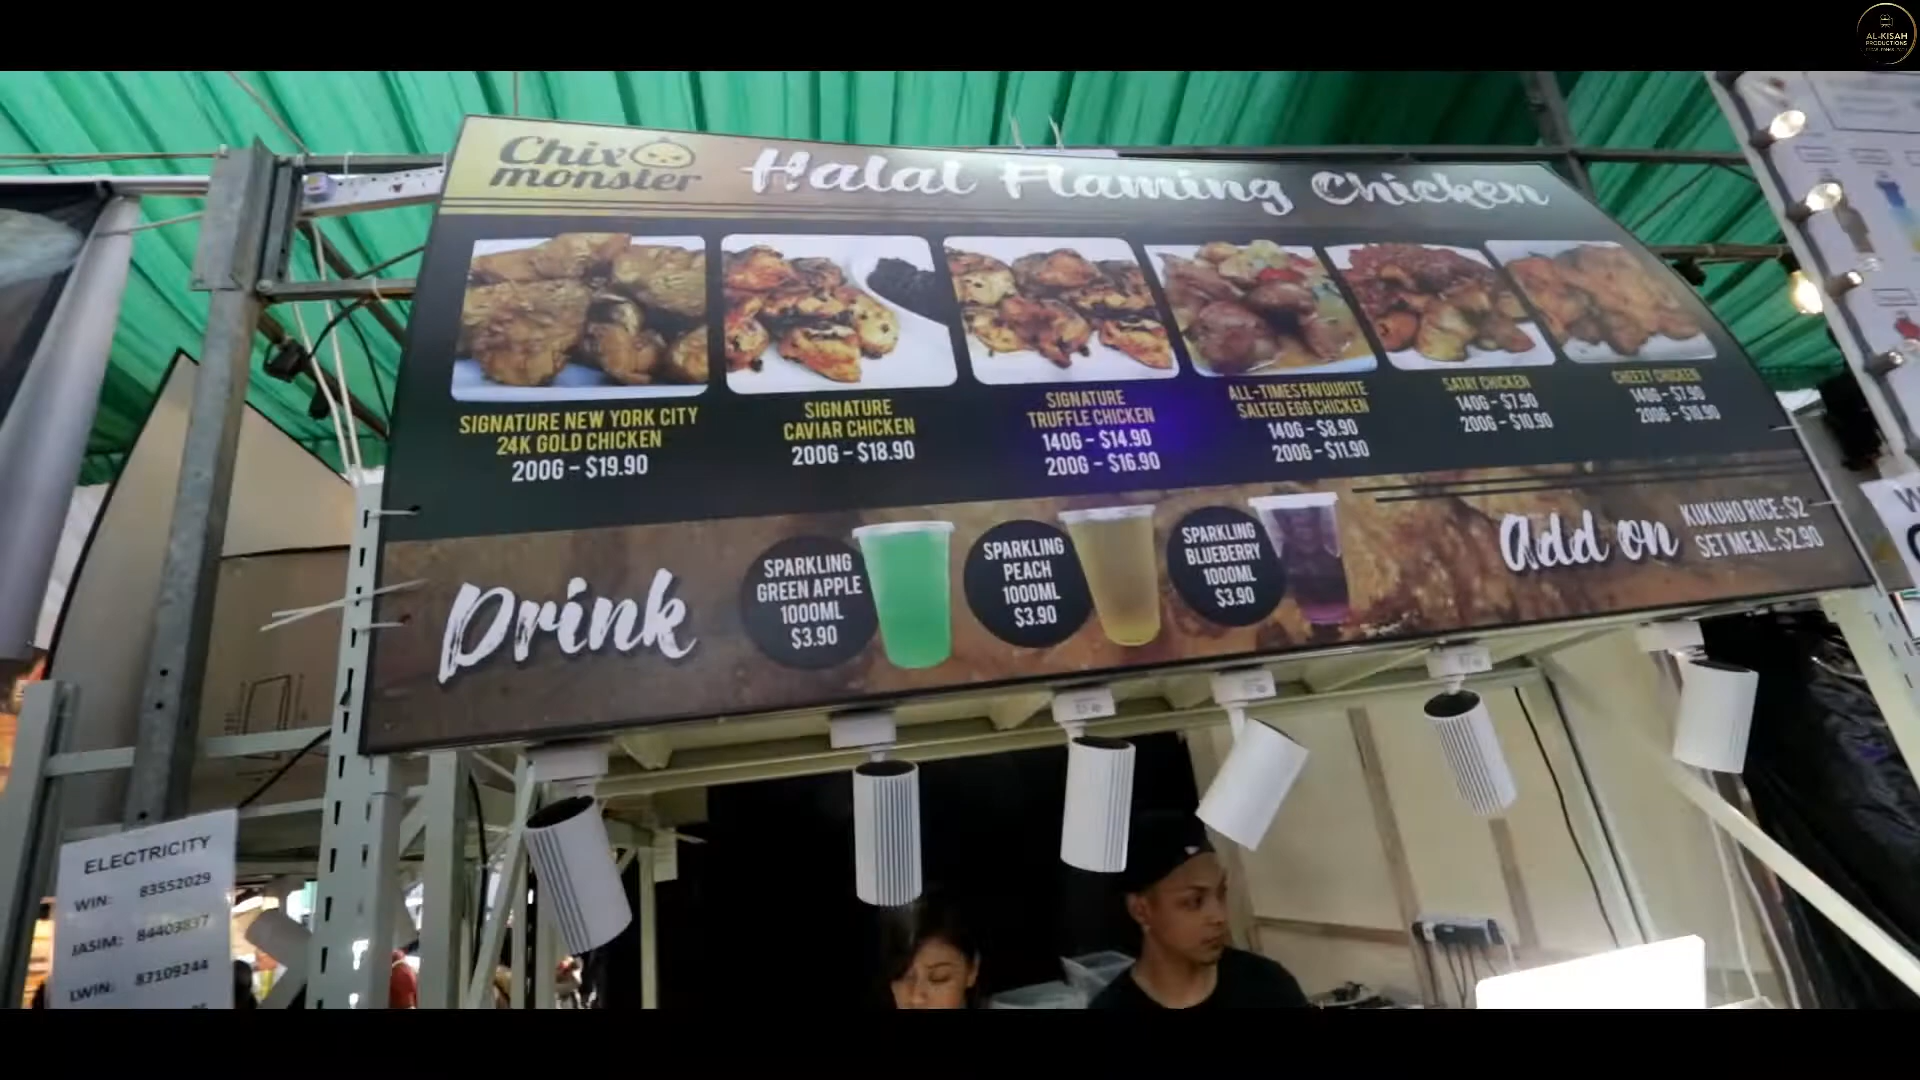 AL-KISAH
PRODUCTIONS
Chix
monster
Halal Flaming Chicken
SIGNATURE NEW YORK CITY
24K GOLD CHICKEN
200G - $19.90
SIGNATURE
CAVIAR CHICKEN
200G - $18.90
SIGNATURE
TRUFFLE CHICKEN
140G - $14.90
200G - $16.90
ALL-TIMES FAVOURITE
SALTED EGG CHICKEN
140G - $8.90
200G - $11.90
SATAY CHICKEN
140G - $7.90
200G - $10.90
CHEEZY CHICKEN
140G - $7.90
200G - $10.90
Drink
SPARKLING
GREEN APPLE
1000ML
$3.90
SPARKLING
PEACH
1000ML
$3.90
SPARKLING
BLUEBERRY
1000ML
$3.90
Add on
KUKUHO RICE: $2
SET MEAL: $2.90
ELECTRICITY
WIN: 83552029
JASIM: 84403837
LWIN: 87109244